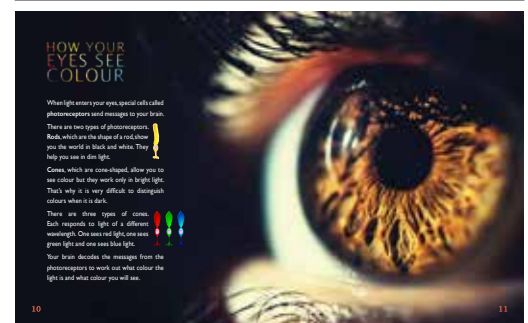 HOW YOUR
EYES SEE
COLOUR
When light enters your eyes, special cells called
photoreceptors send messages to your brain.
There are two types of photoreceptors.
Rods, which are the shape of a rod, show
you the world in black and white. They
help you see in dim light.
Cones, which are cone-shaped, allow you to
see colour but they work only in bright light.
That's why it is very difficult to distinguish
colours when it is dark.
There are three types of cones.
Each responds to light of a different
wavelength. One sees red light, one sees
green light and one sees blue light.
Your brain decodes the messages from the
photoreceptors to work out what colour the
light is and what colour you will see.
10
11